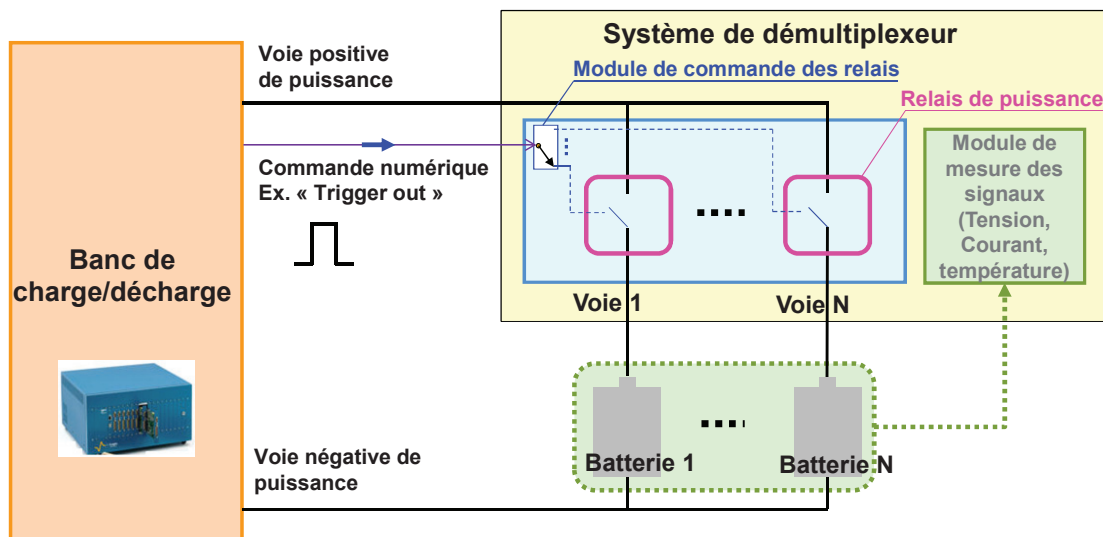 Système de démultiplexeur
Voie positive
de puissance
Module de commande des relais
Relais de puissance
Commande numérique
Ex. « Trigger out »
Module de
mesure des
signaux
(Tension,
Courant,
température)
Banc de
charge/décharge
Voie 1
Voie N
Batterie 1
Batterie N
Voie négative de
puissance